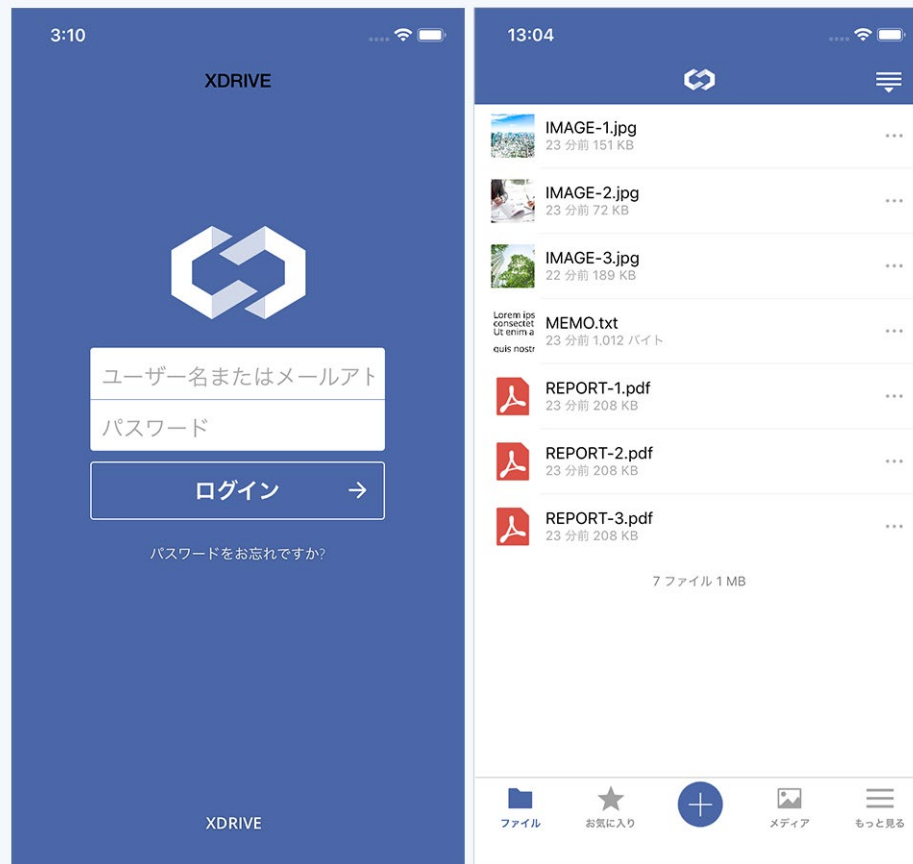 3:10
XDRIVE
ユーザー名またはメールアト
パスワード
ログイン
パスワードをお忘れですか?
XDRIVE
13:04
IMAGE-1.jpg
23 分前 151 KB
IMAGE-2.jpg
23 分前 72 KB
IMAGE-3.jpg
22 分前 189 KB
Lorem ips
consectet
Ut enim a
quis nostr
MEMO.txt
23 分前 1,012 バイト
REPORT-1.pdf
23 分前 208 KB
REPORT-2.pdf
23 分前 208 KB
REPORT-3.pdf
23 分前 208 KB
7 ファイル 1 MB
ファイル
お気に入り
メディア
もっと見る